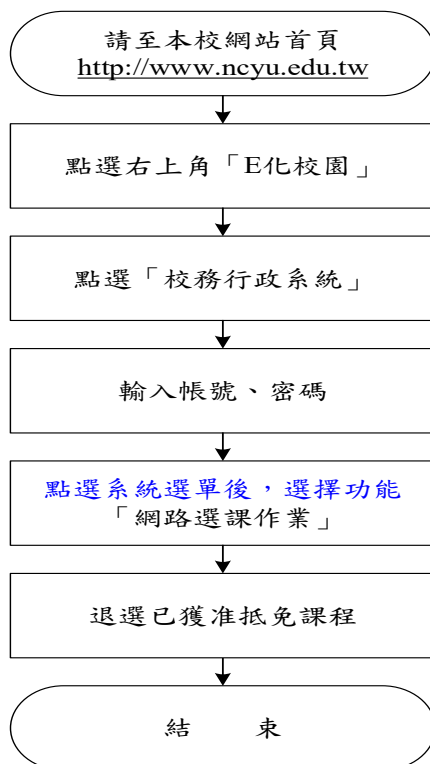 請至本校網站首頁
http://www.ncyu.edu.tw
點選右上角「E化校園」
點選「校務行政系統」
輸入帳號、密碼
點選系統選單後，選擇功能
「網路選課作業」
退選已獲准抵免課程
結　　束